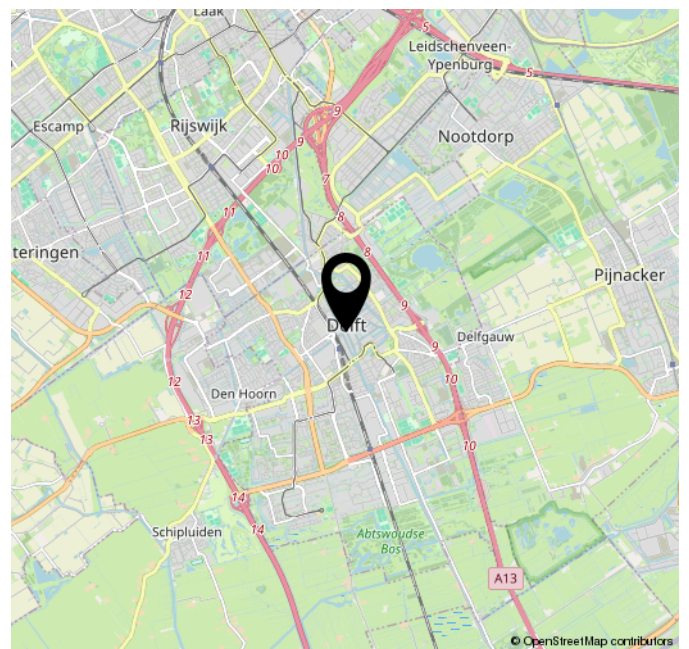 Laak
Leidschenveen-
Ypenburg
5
5
Escamp
Rijswijk
9
9
10
10
Nootdorp
7
11
8
11
8
teringen
Pijnacker
12
9
Delft
Delfgauw
9
12
10
Den Hoorn
13
13
10
14
14
Schipluiden
Abtswoudse
Bos
A13
© OpenStreetMap contributors